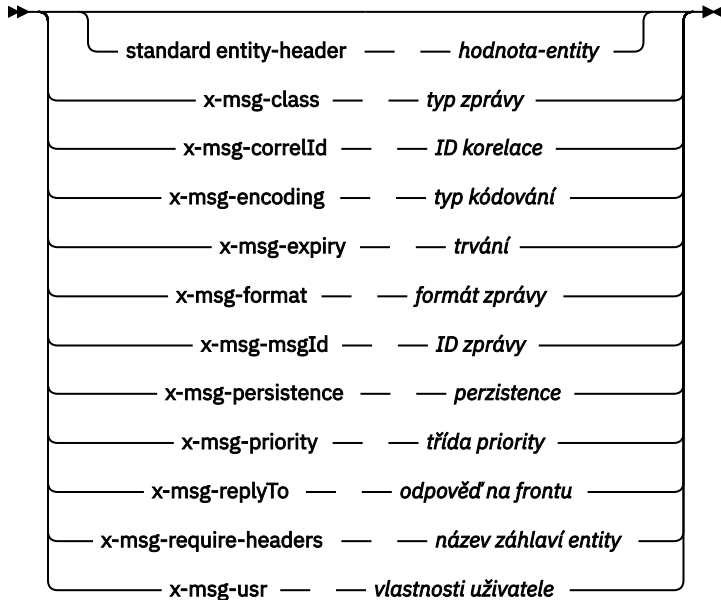 standard entity-header — hodnota-entity
x-msg-class — typ zprávy
x-msg-correlId — ID korelace
x-msg-encoding — typ kódování
x-msg-expiry — trvání
x-msg-format — formát zprávy
x-msg-msgId — ID zprávy
x-msg-persistence — perzistence
x-msg-priority — třída priority
x-msg-replyTo — odpověď na frontu
x-msg-require-headers — název záhlaví entity
x-msg-usr — vlastnosti uživatele